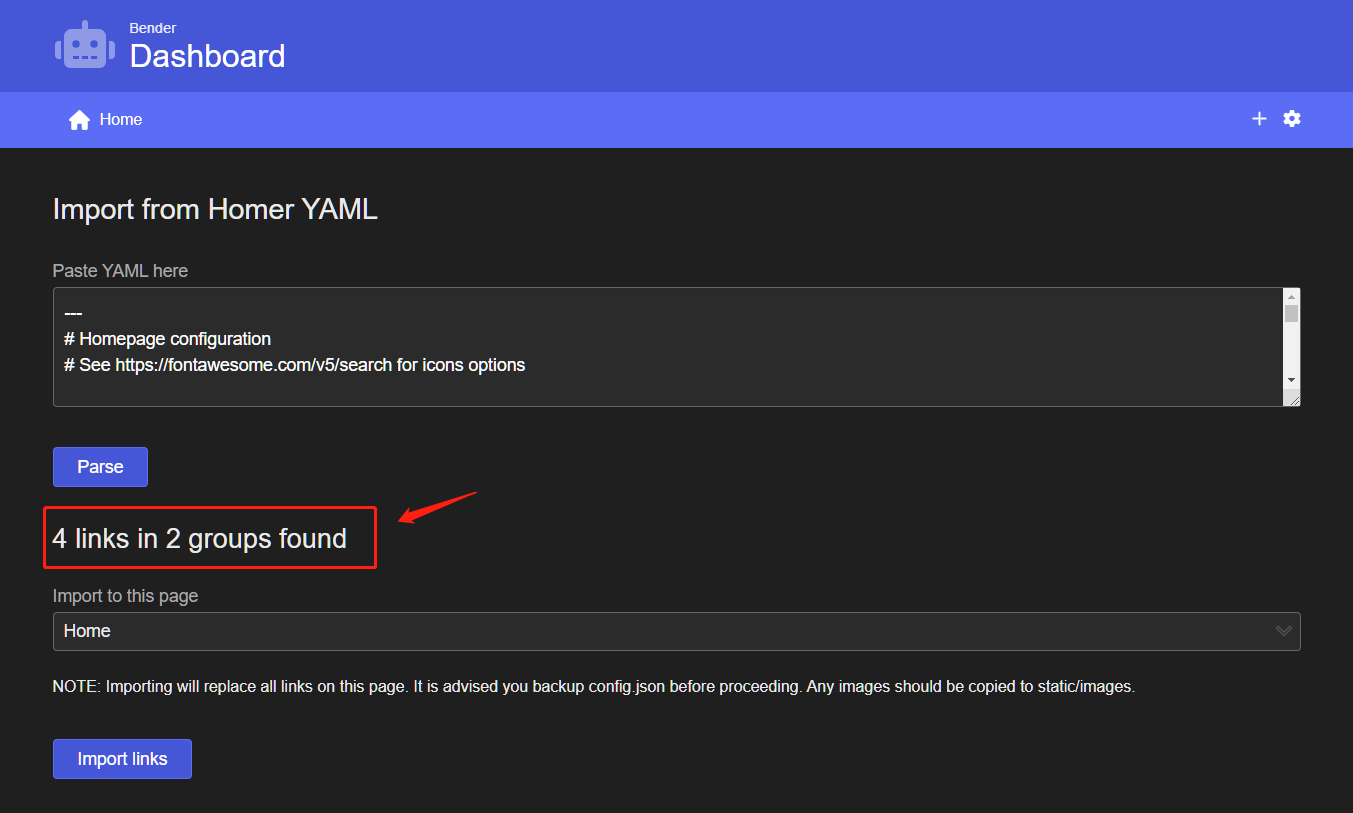 Bender
Dashboard
Home
Import from Homer YAML
Paste YAML here
---
# Homepage configuration
# See https://fontawesome.com/v5/search for icons options
Parse
4 links in 2 groups found
Import to this page
Home
NOTE: Importing will replace all links on this page. It is advised you backup config.json before proceeding. Any images should be copied to static/images.
Import links